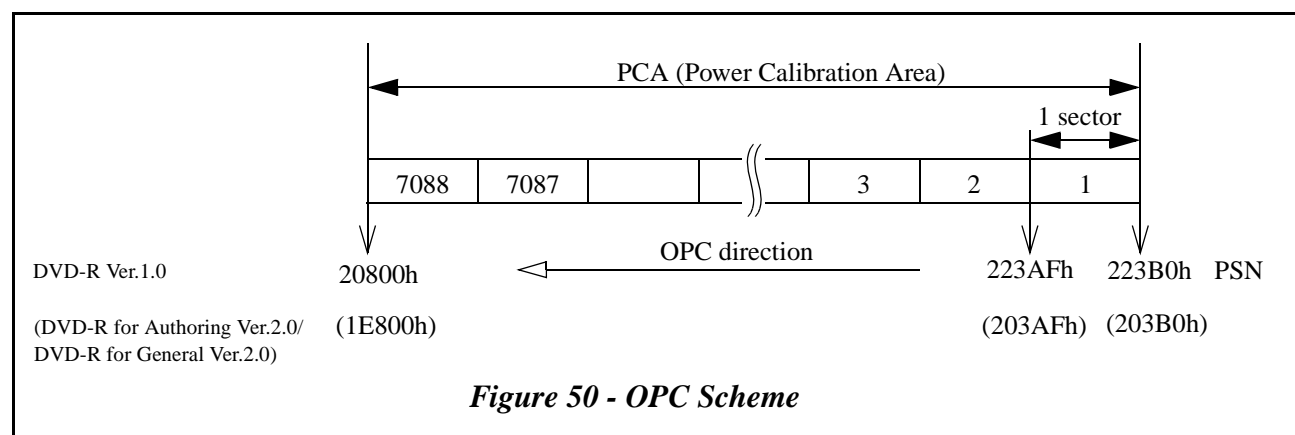 PCA (Power Calibration Area)
1 sector
7088 7087 3 2 1
OPC direction
DVD-R Ver.1.0 20800h 223AFh 223B0h PSN
(DVD-R for Authoring Ver.2.0/ (1E800h) (203AFh) (203B0h)
DVD-R for General Ver.2.0)
Figure 50 - OPC Scheme